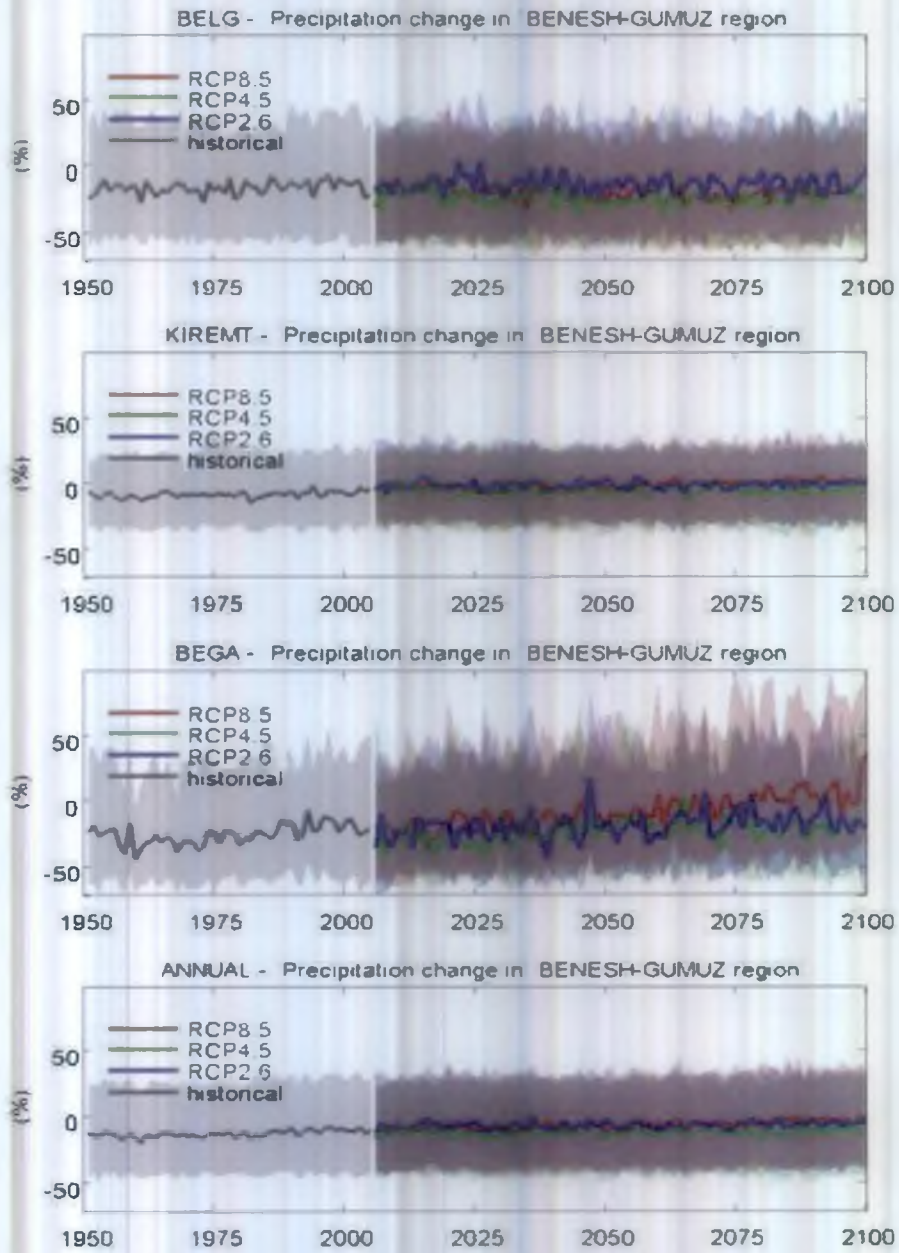 BELG - Precipitation change in BENESH-GUMUZ region
RCP8.5
RCP4.5
RCP2.6
historical
50
0
-50
(%)
1950 1975 2000 2025 2050 2075 2100
KIREMT - Precipitation change in BENESH-GUMUZ region
RCP8.5
RCP4.5
RCP2.6
historical
50
0
-50
(%)
1950 1975 2000 2025 2050 2075 2100
BEGA - Precipitation change in BENESH-GUMUZ region
RCP8.5
RCP4.5
RCP2.6
historical
50
0
-50
(%)
1950 1975 2000 2025 2050 2075 2100
ANNUAL - Precipitation change in BENESH-GUMUZ region
RCP8.5
RCP4.5
RCP2.6
historical
50
0
-50
(%)
1950 1975 2000 2025 2050 2075 2100